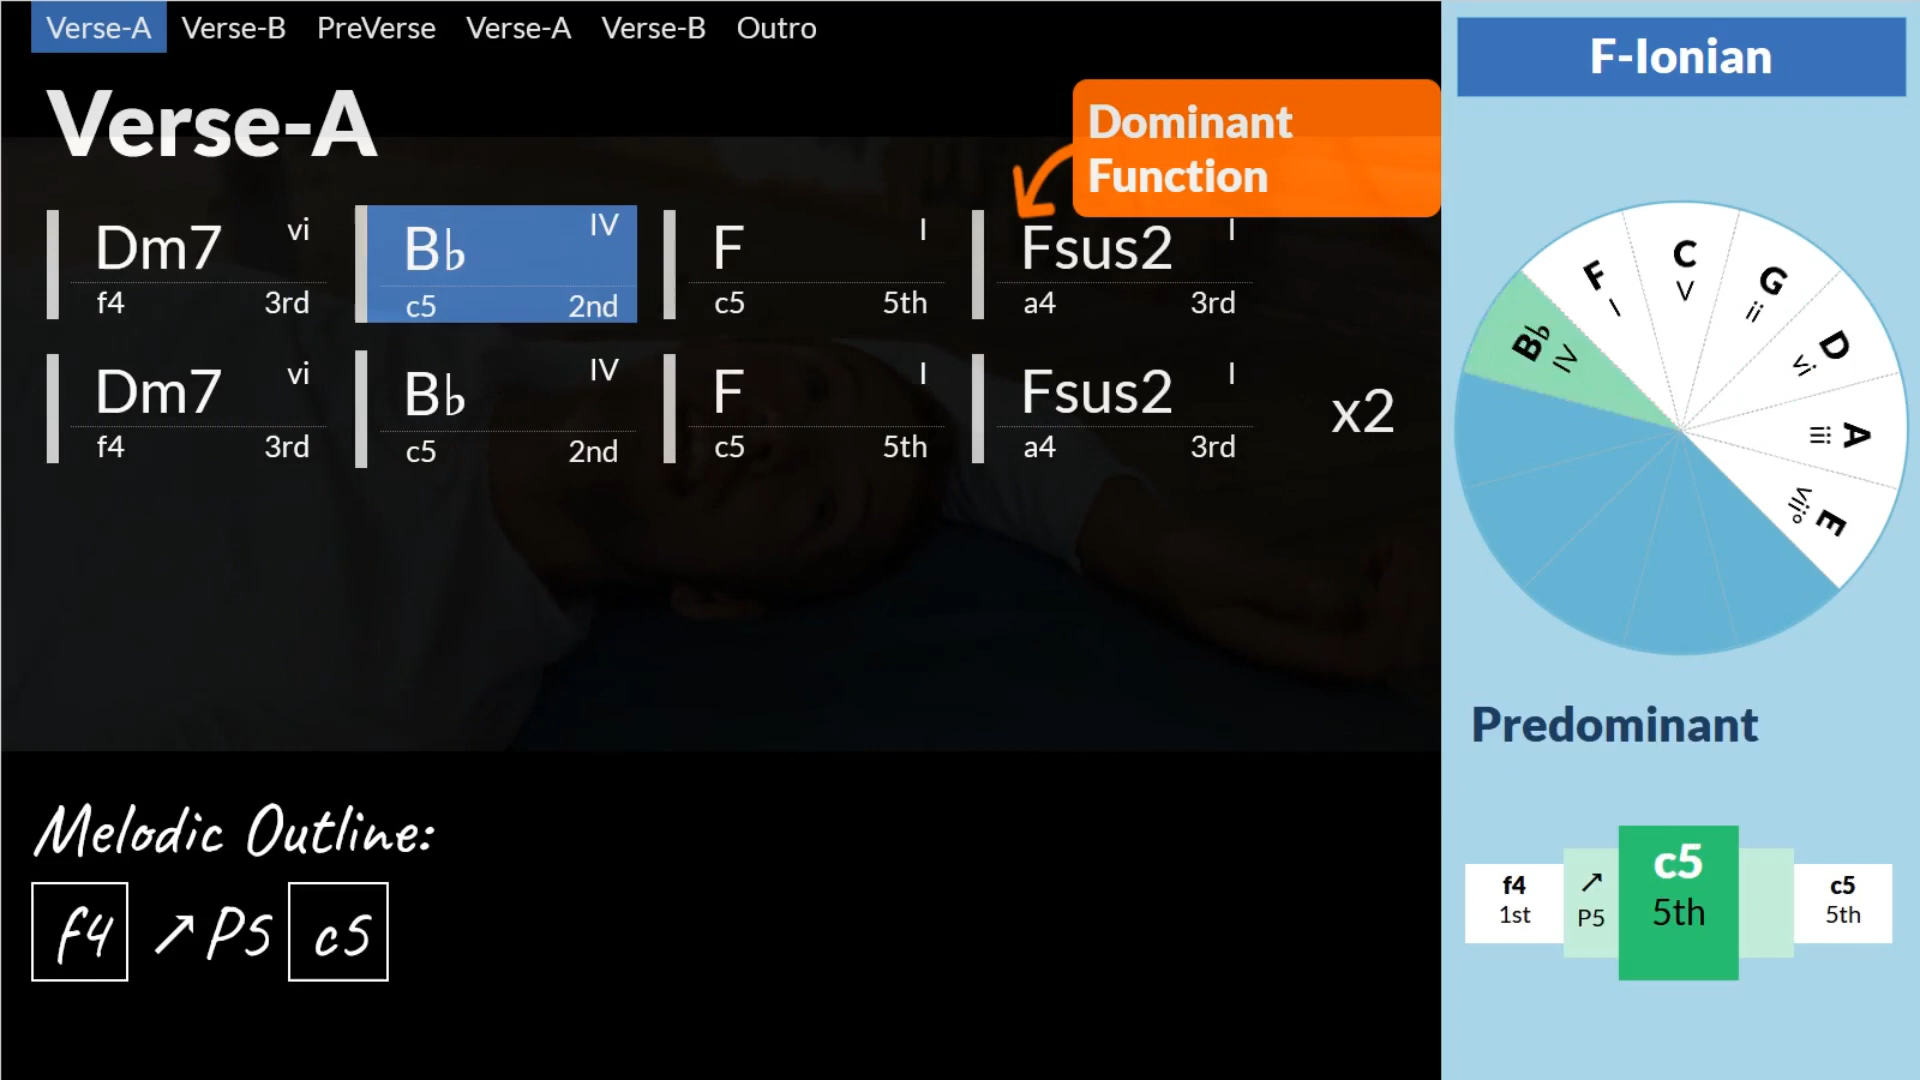 Verse-A Verse-B PreVerse Verse-A Verse-B Outro
Verse-A
Dominant
Function
Dm7 vi B♭ IV F I Fsus2 I
f4 3rd c5 2nd c5 5th a4 3rd
Dm7 vi B♭ IV F I Fsus2 I x2
f4 3rd c5 2nd c5 5th a4 3rd
Melodic Outline:
f4 ↗ P5 c5
F-Ionian
B♭ IV
F I
C V
G ii
D vi
A iii
E vii°
Predominant
f4 ↗ c5 c5
1st P5 5th 5th